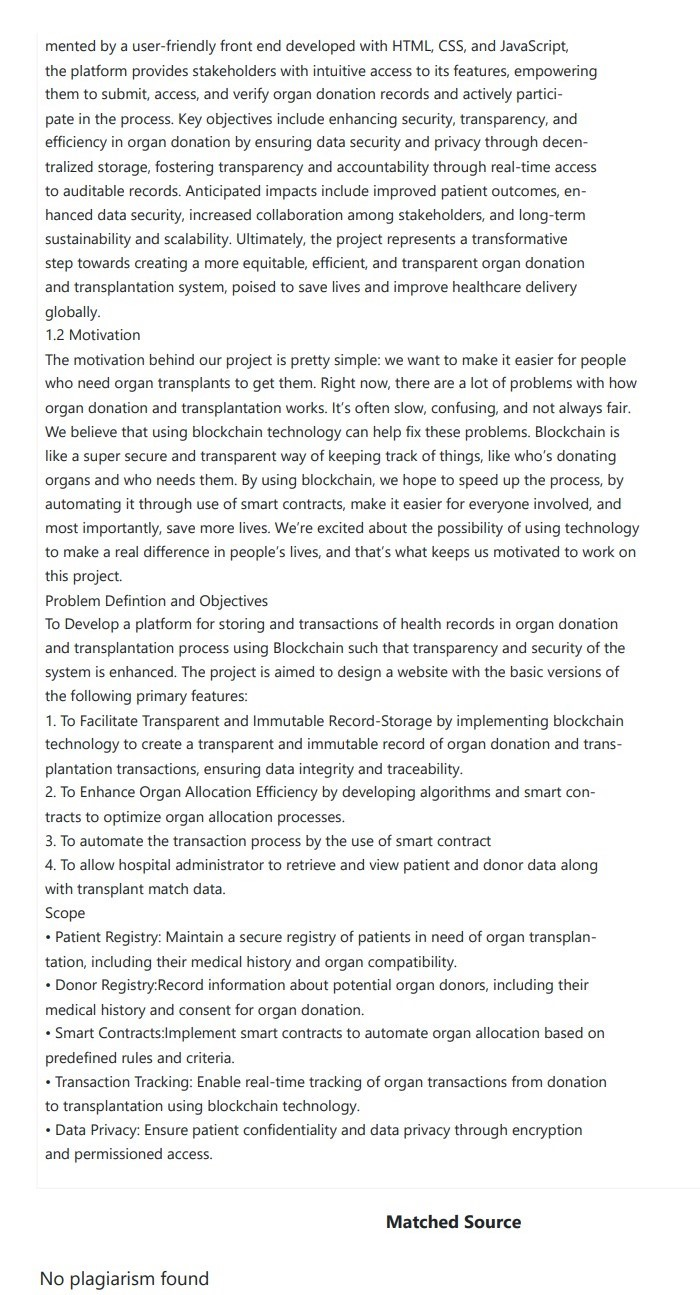 mented by a user-friendly front end developed with HTML, CSS, and JavaScript,
the platform provides stakeholders with intuitive access to its features, empowering
them to submit, access, and verify organ donation records and actively partici-
pate in the process. Key objectives include enhancing security, transparency, and
efficiency in organ donation by ensuring data security and privacy through decen-
tralized storage, fostering transparency and accountability through real-time access
to auditable records. Anticipated impacts include improved patient outcomes, en-
hanced data security, increased collaboration among stakeholders, and long-term
sustainability and scalability. Ultimately, the project represents a transformative
step towards creating a more equitable, efficient, and transparent organ donation
and transplantation system, poised to save lives and improve healthcare delivery
globally.
1.2 Motivation
The motivation behind our project is pretty simple: we want to make it easier for people
who need organ transplants to get them. Right now, there are a lot of problems with how
organ donation and transplantation works. It’s often slow, confusing, and not always fair.
We believe that using blockchain technology can help fix these problems. Blockchain is
like a super secure and transparent way of keeping track of things, like who’s donating
organs and who needs them. By using blockchain, we hope to speed up the process, by
automating it through use of smart contracts, make it easier for everyone involved, and
most importantly, save more lives. We’re excited about the possibility of using technology
to make a real difference in people’s lives, and that’s what keeps us motivated to work on
this project.
Problem Defintion and Objectives
To Develop a platform for storing and transactions of health records in organ donation
and transplantation process using Blockchain such that transparency and security of the
system is enhanced. The project is aimed to design a website with the basic versions of
the following primary features:
1. To Facilitate Transparent and Immutable Record-Storage by implementing blockchain
technology to create a transparent and immutable record of organ donation and trans-
plantation transactions, ensuring data integrity and traceability.
2. To Enhance Organ Allocation Efficiency by developing algorithms and smart con-
tracts to optimize organ allocation processes.
3. To automate the transaction process by the use of smart contract
4. To allow hospital administrator to retrieve and view patient and donor data along
with transplant match data.
Scope
• Patient Registry: Maintain a secure registry of patients in need of organ transplan-
tation, including their medical history and organ compatibility.
• Donor Registry:Record information about potential organ donors, including their
medical history and consent for organ donation.
• Smart Contracts:Implement smart contracts to automate organ allocation based on
predefined rules and criteria.
• Transaction Tracking: Enable real-time tracking of organ transactions from donation
to transplantation using blockchain technology.
• Data Privacy: Ensure patient confidentiality and data privacy through encryption
and permissioned access.
Matched Source
No plagiarism found